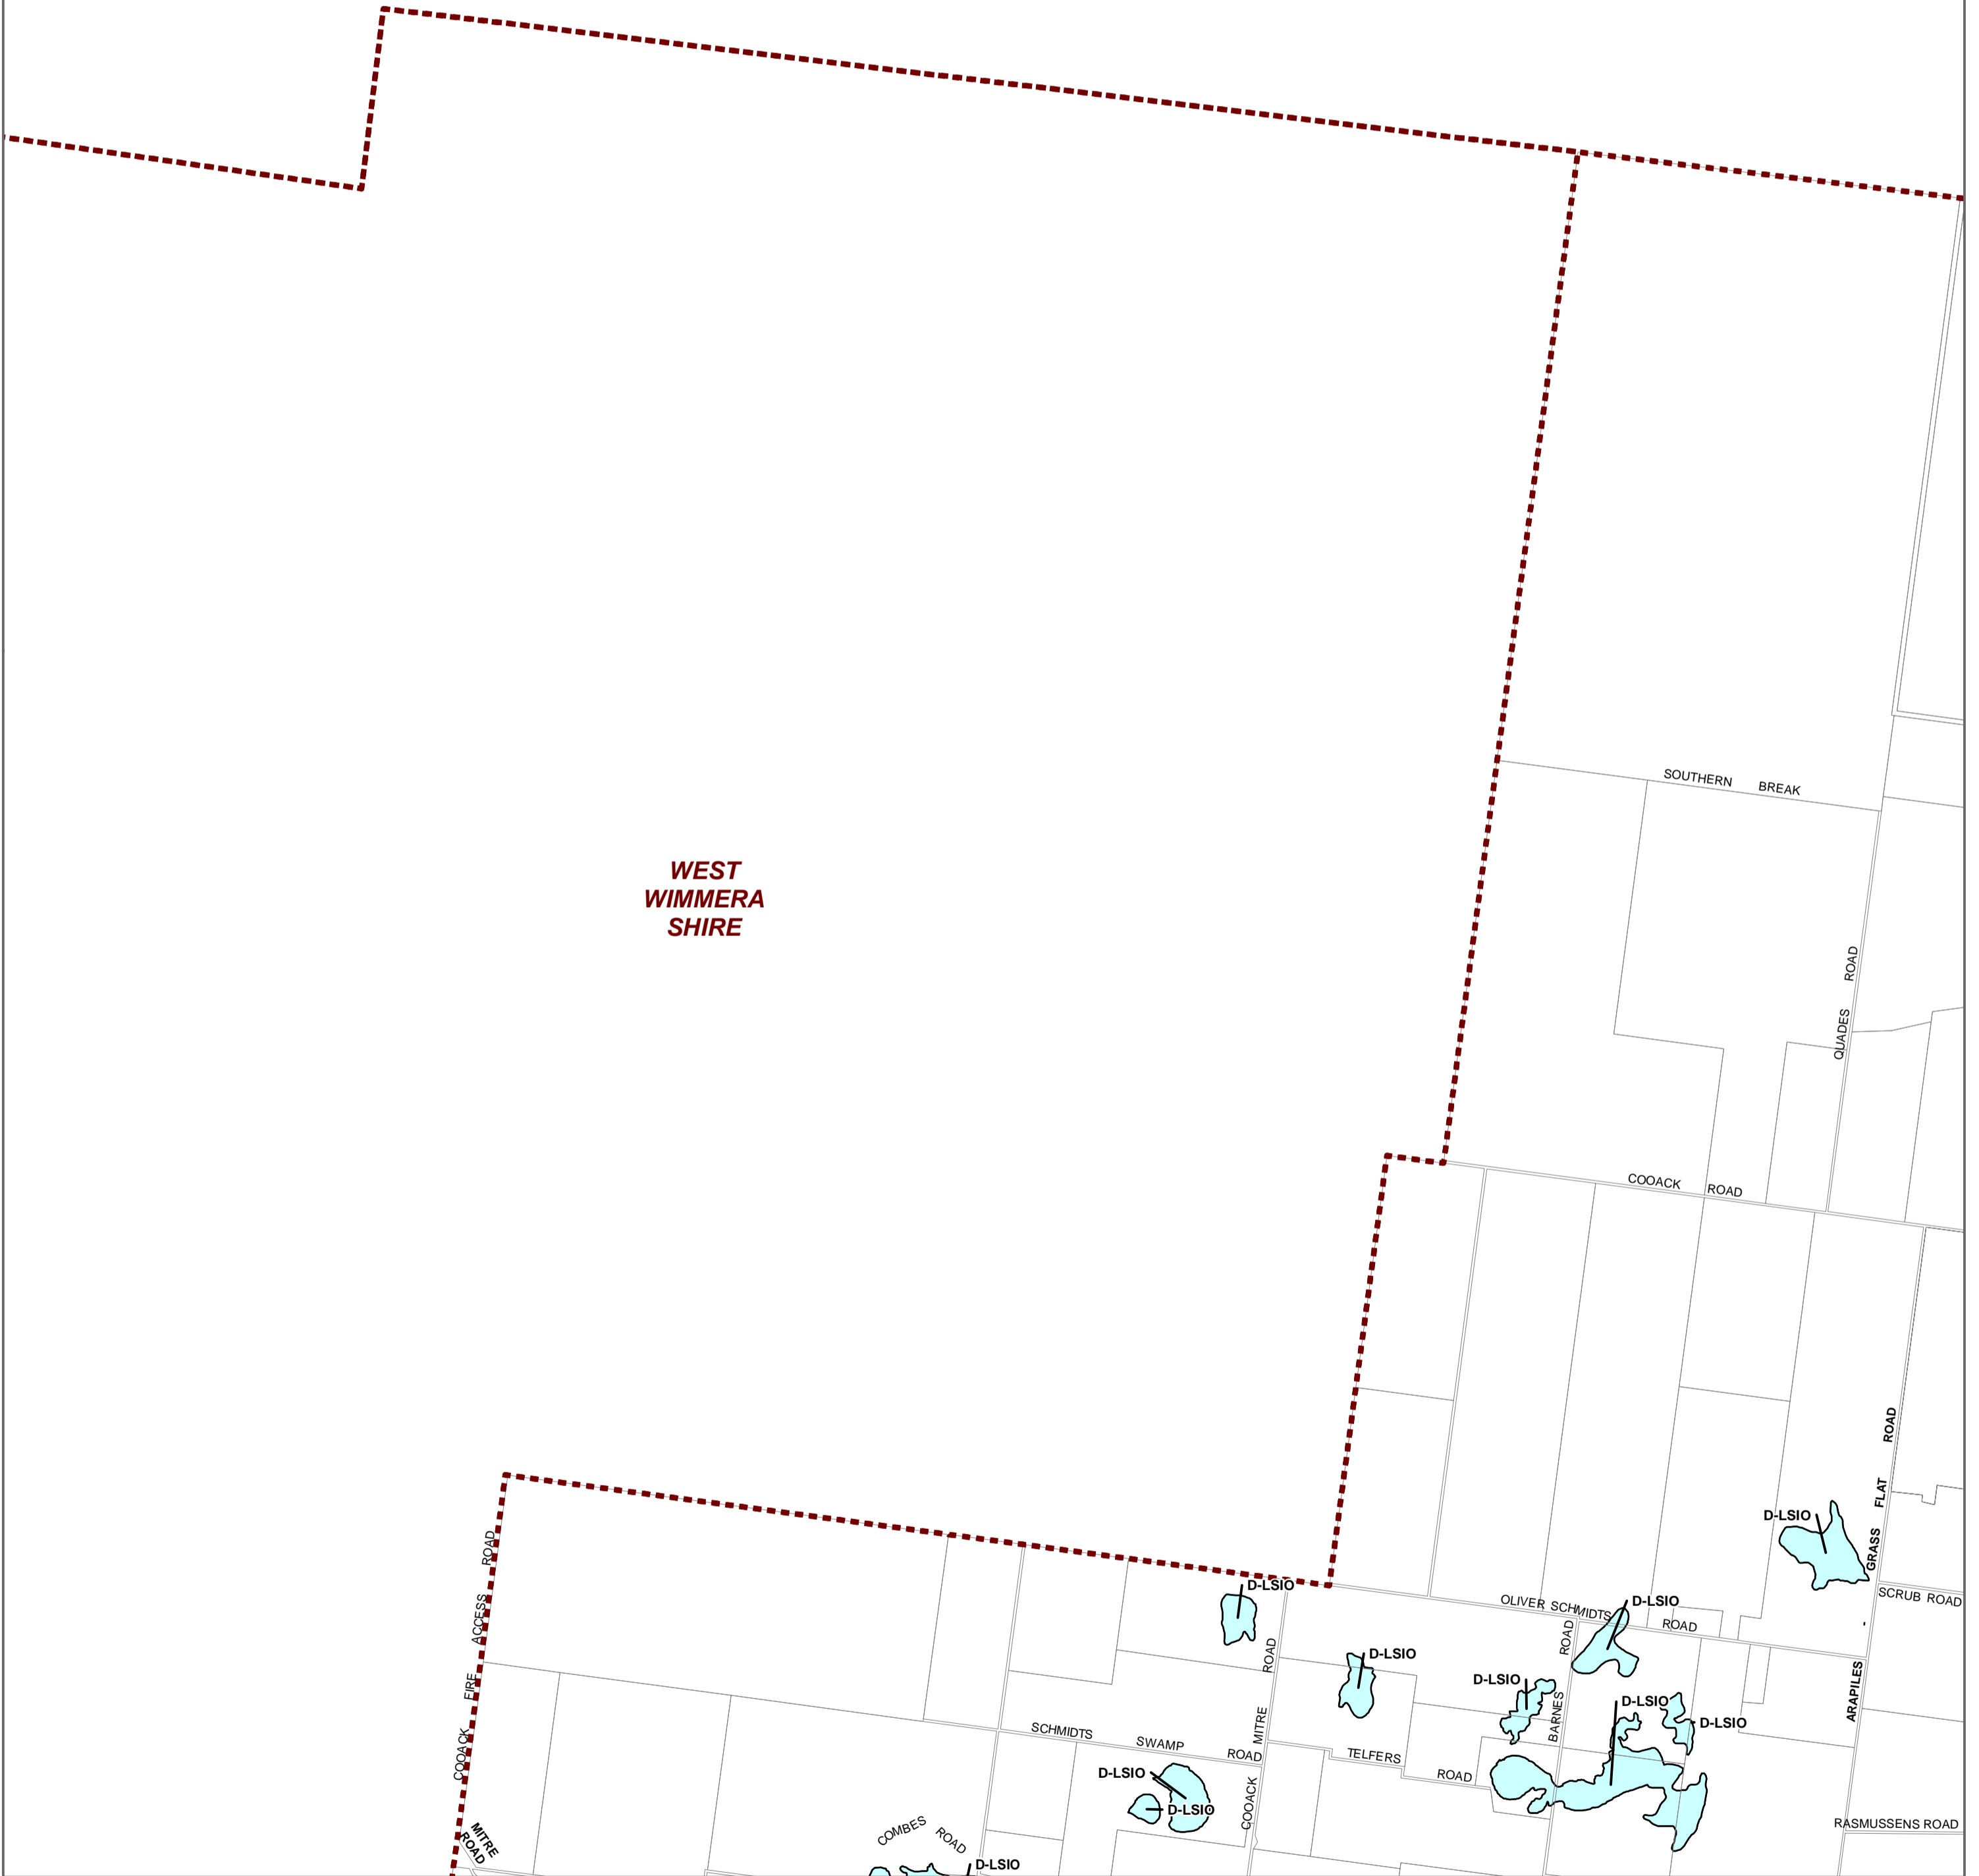 SOUTHERN BREAK
WEST
WIMMERA
SHIRE
QUADES ROAD
COOACK ROAD
GRASS FLAT ROAD
D-LSIO
COOACK FIRE ACCESS ROAD
D-LSIO
SCRUB ROAD
OLIVER SCHMIDTS ROAD
D-LSIO
D-LSIO
D-LSIO
BARNES ROAD
D-LSIO
D-LSIO
ARAPILES -
SCHMIDTS SWAMP ROAD
COOACK MITRE ROAD
TELFERS ROAD
D-LSIO
D-LSIO
RASMUSSENS ROAD
COMBES ROAD
MITRE
ROAD
D-LSIO